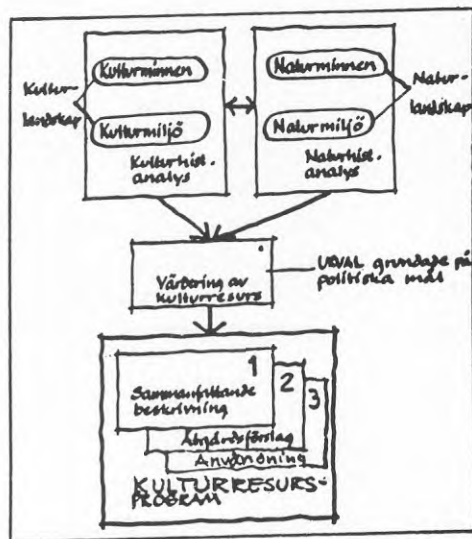 Kultur-
landskap
Kulturminnen
Kulturmiljö
Kulturhist.
analys
Naturminnen
Naturmiljö
Naturhist.
analys
Natur-
landskap
Värdering av
kulturresurs
URVAL grundade på
politiska mål
1
Sammanfattande
beskrivning
2
Åtgärdsförslag
3
Användning
KULTURRESURS-
PROGRAM